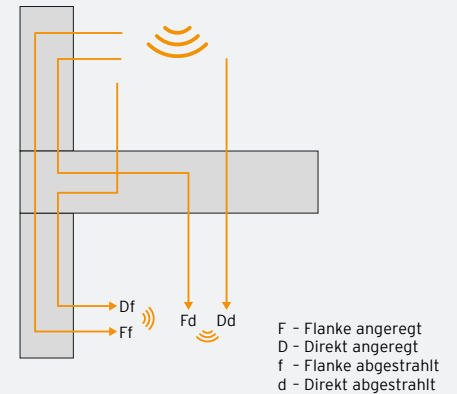 Df
Ff
Fd Dd
F – Flanke angeregt
D – Direkt angeregt
f – Flanke abgestrahlt
d – Direkt abgestrahlt